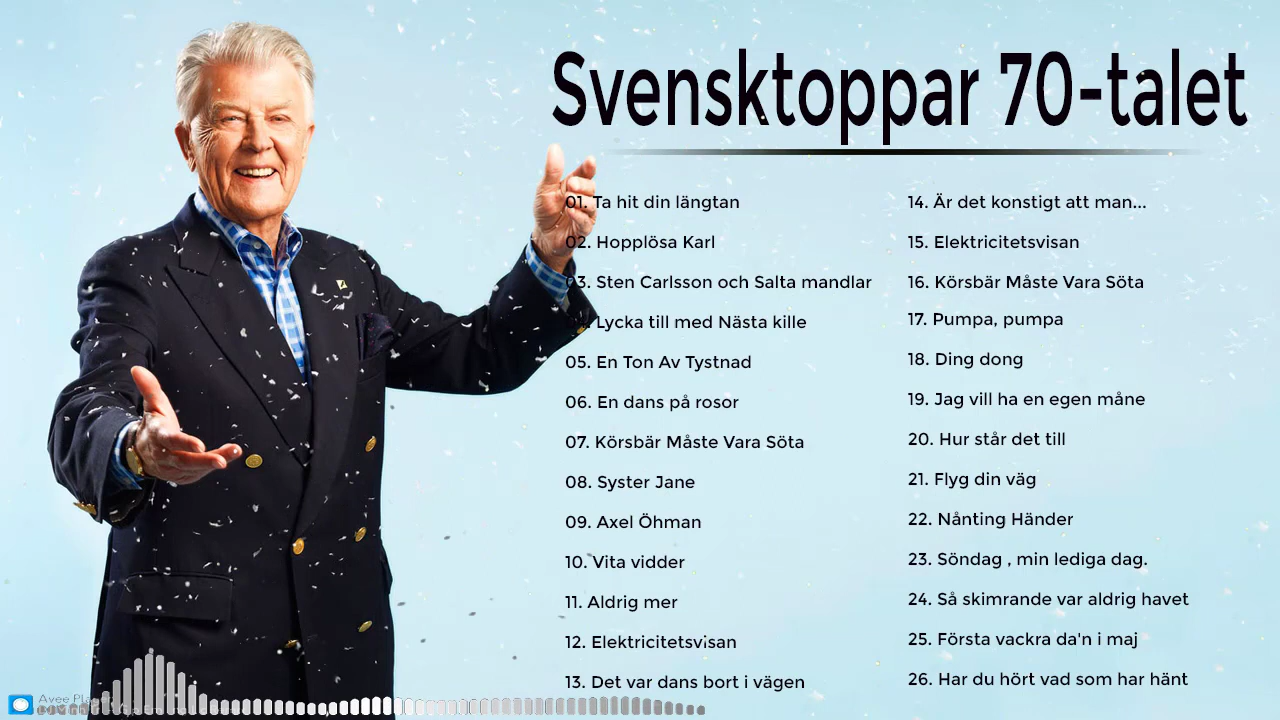 Svensktoppar 70-talet
01. Ta hit din längtan
02. Hopplösa Karl
03. Sten Carlsson och Salta mandlar
04. Lycka till med Nästa kille
05. En Ton Av Tystnad
06. En dans på rosor
07. Körsbär Måste Vara Söta
08. Syster Jane
09. Axel Öhman
10. Vita vidder
11. Aldrig mer
12. Elektricitetsvisan
13. Det var dans bort i vägen
14. Är det konstigt att man...
15. Elektricitetsvisan
16. Körsbär Måste Vara Söta
17. Pumpa, pumpa
18. Ding dong
19. Jag vill ha en egen måne
20. Hur står det till
21. Flyg din väg
22. Nånting Händer
23. Söndag , min lediga dag.
24. Så skimrande var aldrig havet
25. Första vackra da'n i maj
26. Har du hört vad som har hänt
Avee